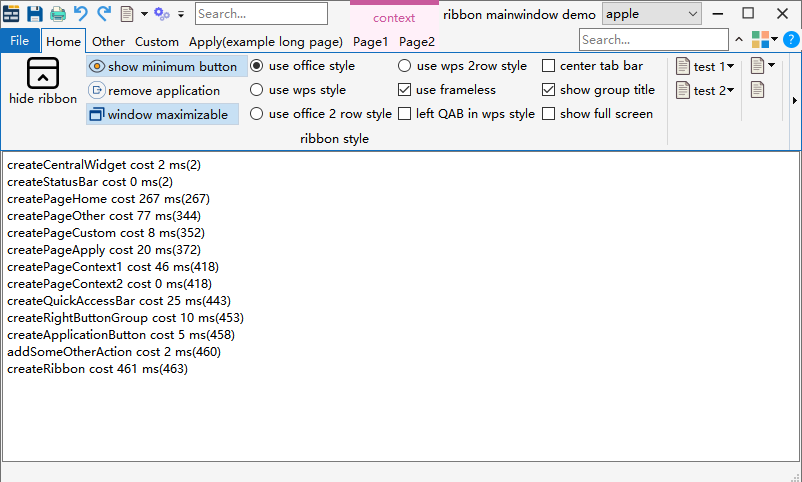 Search...
context
ribbon mainwindow demo
apple
File Home Other Custom Apply(example long page) Page1 Page2
Search...
?
show minimum button
remove application
window maximizable
hide ribbon
use office style
use wps style
use office 2 row style
use wps 2row style
use frameless
left QAB in wps style
center tab bar
show group title
show full screen
ribbon style
test 1
test 2
createCentralWidget cost 2 ms(2)
createStatusBar cost 0 ms(2)
createPageHome cost 267 ms(267)
createPageOther cost 77 ms(344)
createPageCustom cost 8 ms(352)
createPageApply cost 20 ms(372)
createPageContext1 cost 46 ms(418)
createPageContext2 cost 0 ms(418)
createQuickAccessBar cost 25 ms(443)
createRightButtonGroup cost 10 ms(453)
createApplicationButton cost 5 ms(458)
addSomeOtherAction cost 2 ms(460)
createRibbon cost 461 ms(463)